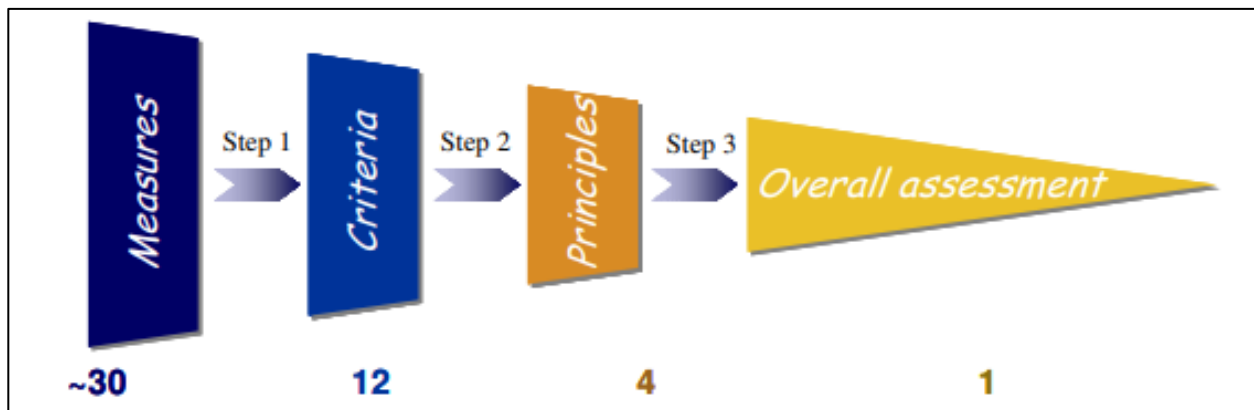 Measures
Step 1
Criteria
Step 2
Principles
Step 3
Overall assessment
~30
12
4
1